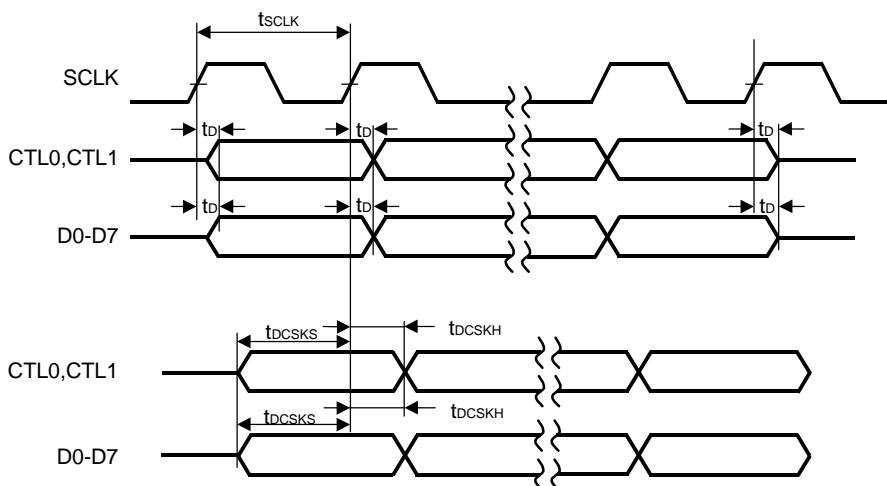 tSCLK
SCLK
tD tD tD
CTL0,CTL1
tD tD tD
D0-D7
tDCSKS tDCSKH
CTL0,CTL1
tDCSKS tDCSKH
D0-D7